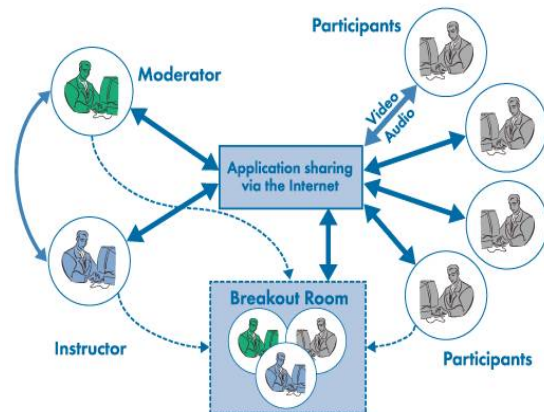 Participants
Moderator
Video
Audio
Application sharing
via the Internet
Breakout Room
Instructor
Participants